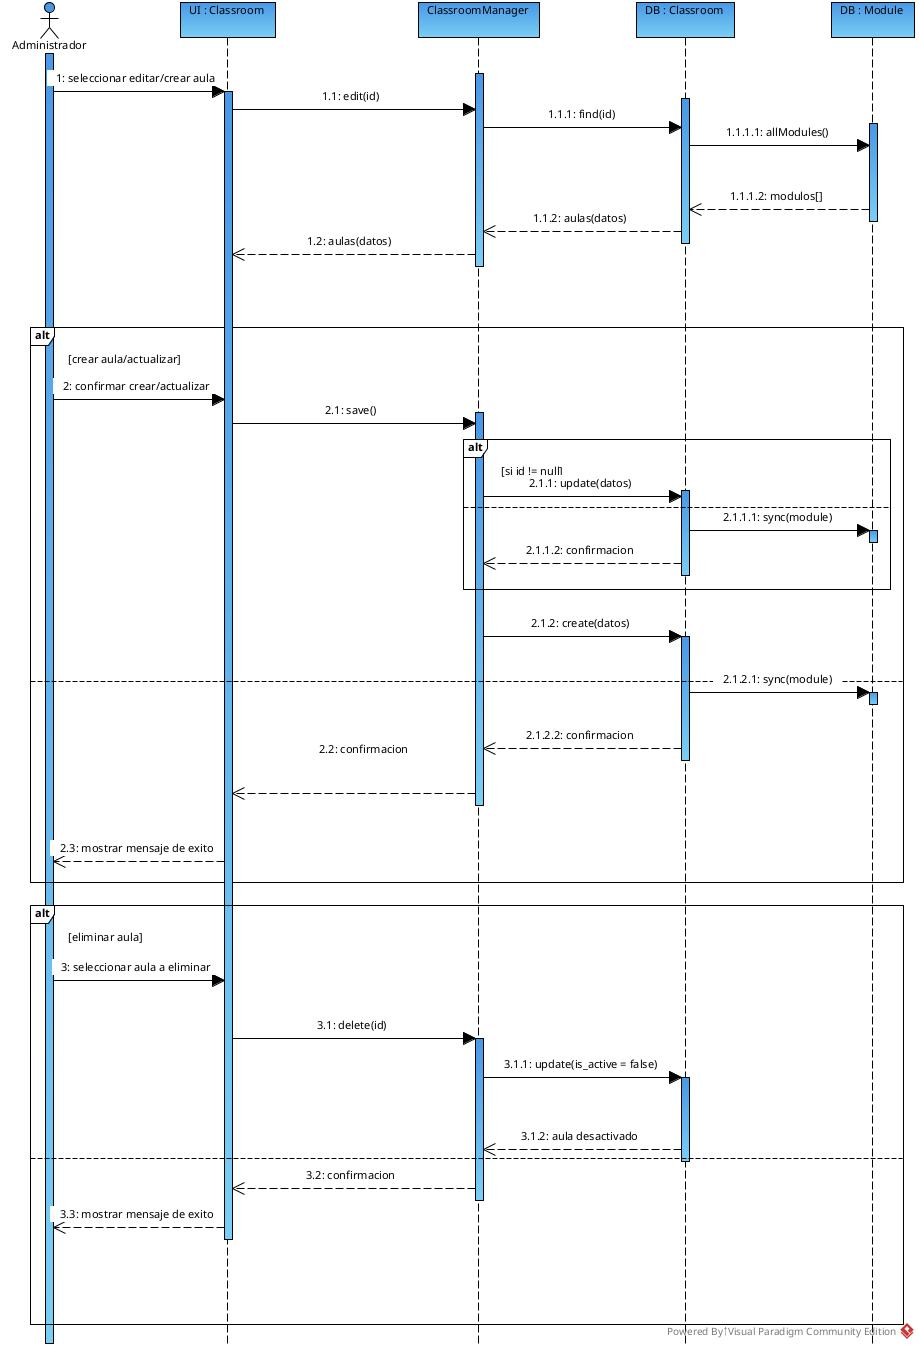 UI : Classroom
ClassroomManager
DB : Classroom
DB : Module
Administrador
1: seleccionar editar/crear aula
1.1: edit(id)
1.1.1: find(id)
1.1.1.1: allModules()
1.1.1.2: modulos[]
1.1.2: aulas(datos)
1.2: aulas(datos)
alt
[crear aula/actualizar]
2: confirmar crear/actualizar
2.1: save()
alt
[si id != null]
2.1.1: update(datos)
2.1.1.1: sync(module)
2.1.1.2: confirmacion
2.1.2: create(datos)
2.1.2.1: sync(module)
2.1.2.2: confirmacion
2.2: confirmacion
2.3: mostrar mensaje de exito
alt
[eliminar aula]
3: seleccionar aula a eliminar
3.1: delete(id)
3.1.1: update(is_active = false)
3.1.2: aula desactivado
3.2: confirmacion
3.3: mostrar mensaje de exito
Powered By Visual Paradigm Community Edition